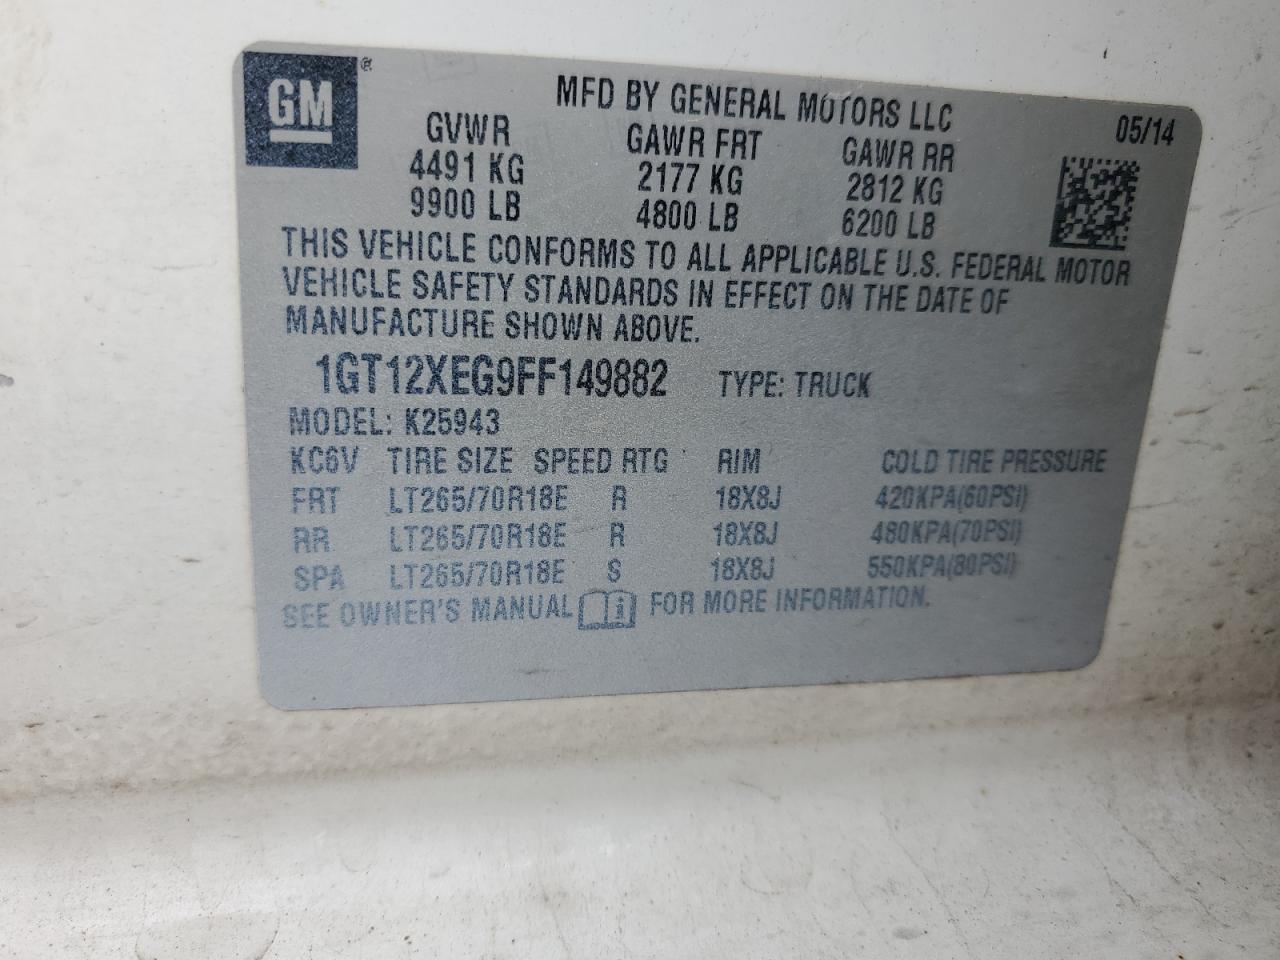 GM®
MFD BY GENERAL MOTORS LLC
05/14
GVWR GAWR FRT GAWR RR
4491 KG 2177 KG 2812 KG
9900 LB 4800 LB 6200 LB
THIS VEHICLE CONFORMS TO ALL APPLICABLE U.S. FEDERAL MOTOR
VEHICLE SAFETY STANDARDS IN EFFECT ON THE DATE OF
MANUFACTURE SHOWN ABOVE.
1GT12XEG9FF149882 TYPE: TRUCK
MODEL: K25943
KC6V TIRE SIZE SPEED RTG RIM COLD TIRE PRESSURE
FRT LT265/70R18E R 18X8J 420KPA(60PSI)
RR LT265/70R18E R 18X8J 480KPA(70PSI)
SPA LT265/70R18E S 18X8J 550KPA(80PSI)
SEE OWNER'S MANUAL i FOR MORE INFORMATION.